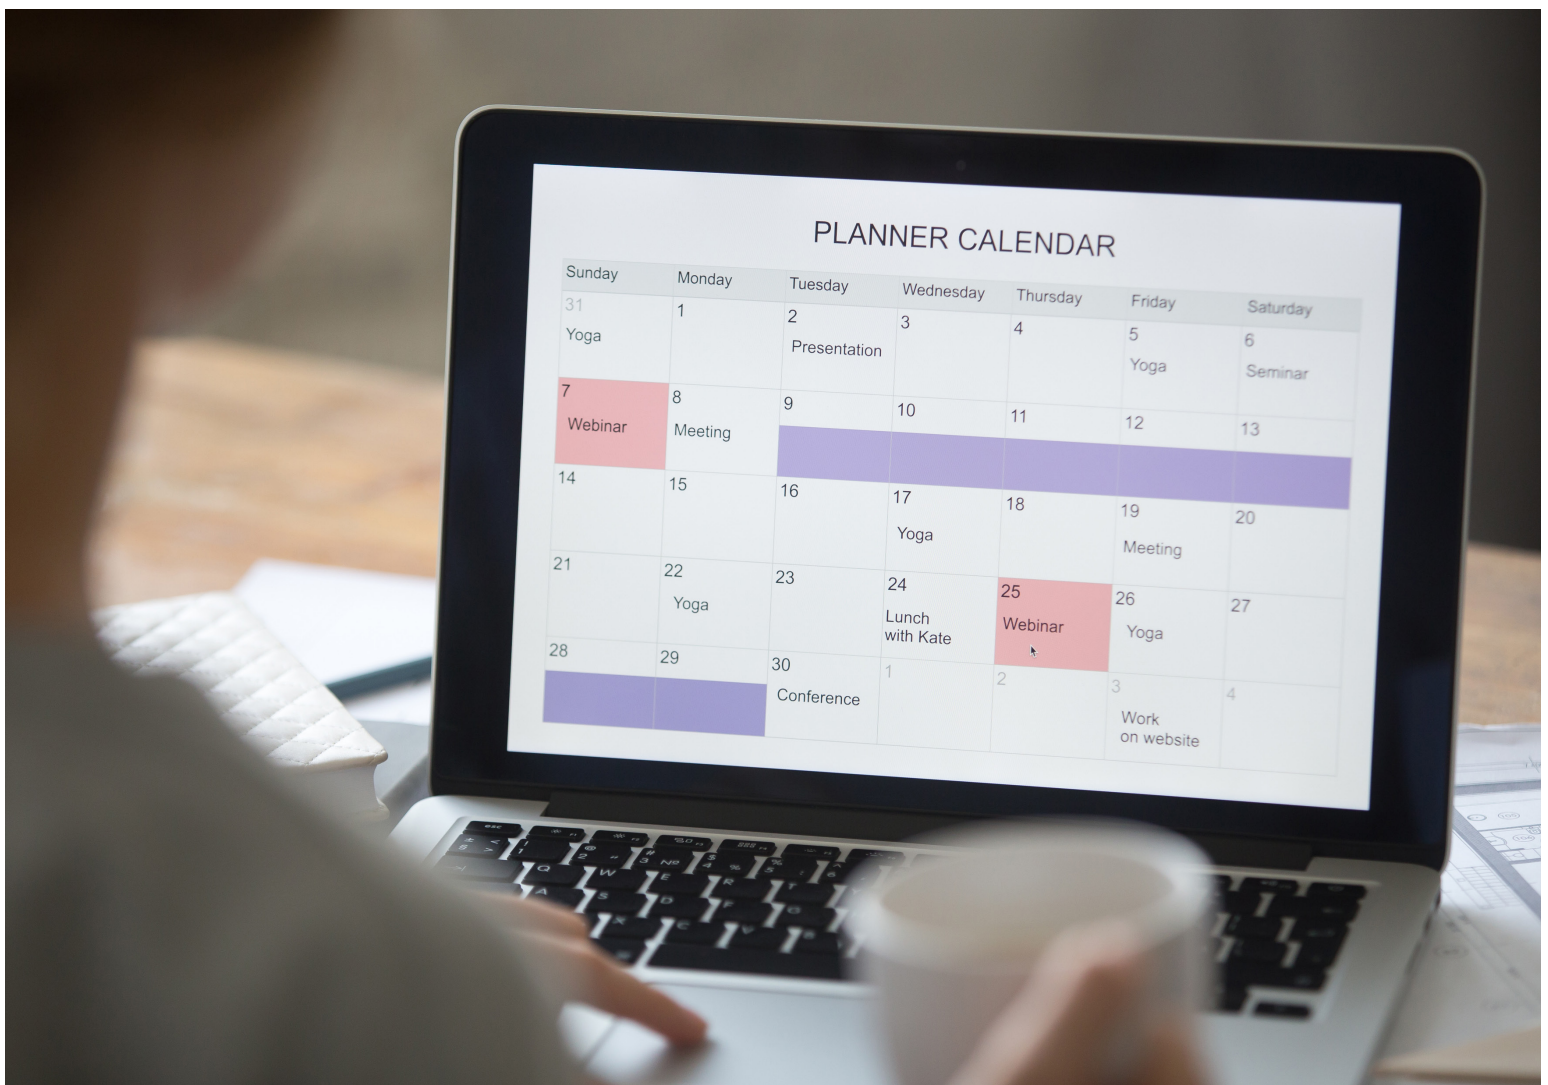 PLANNER CALENDAR
Sunday Monday Tuesday Wednesday Thursday Friday Saturday
31 1 2 3 4 5 6
Yoga Presentation Yoga Seminar
7 8 9 10 11 12 13
Webinar Meeting
14 15 16 17 18 19 20
Yoga Meeting
21 22 23 24 25 26 27
Yoga Lunch Webinar Yoga
with Kate
28 29 30 1 2 3 4
Conference Work
on website
esc
Q W E R T
A S D F G
X C V B